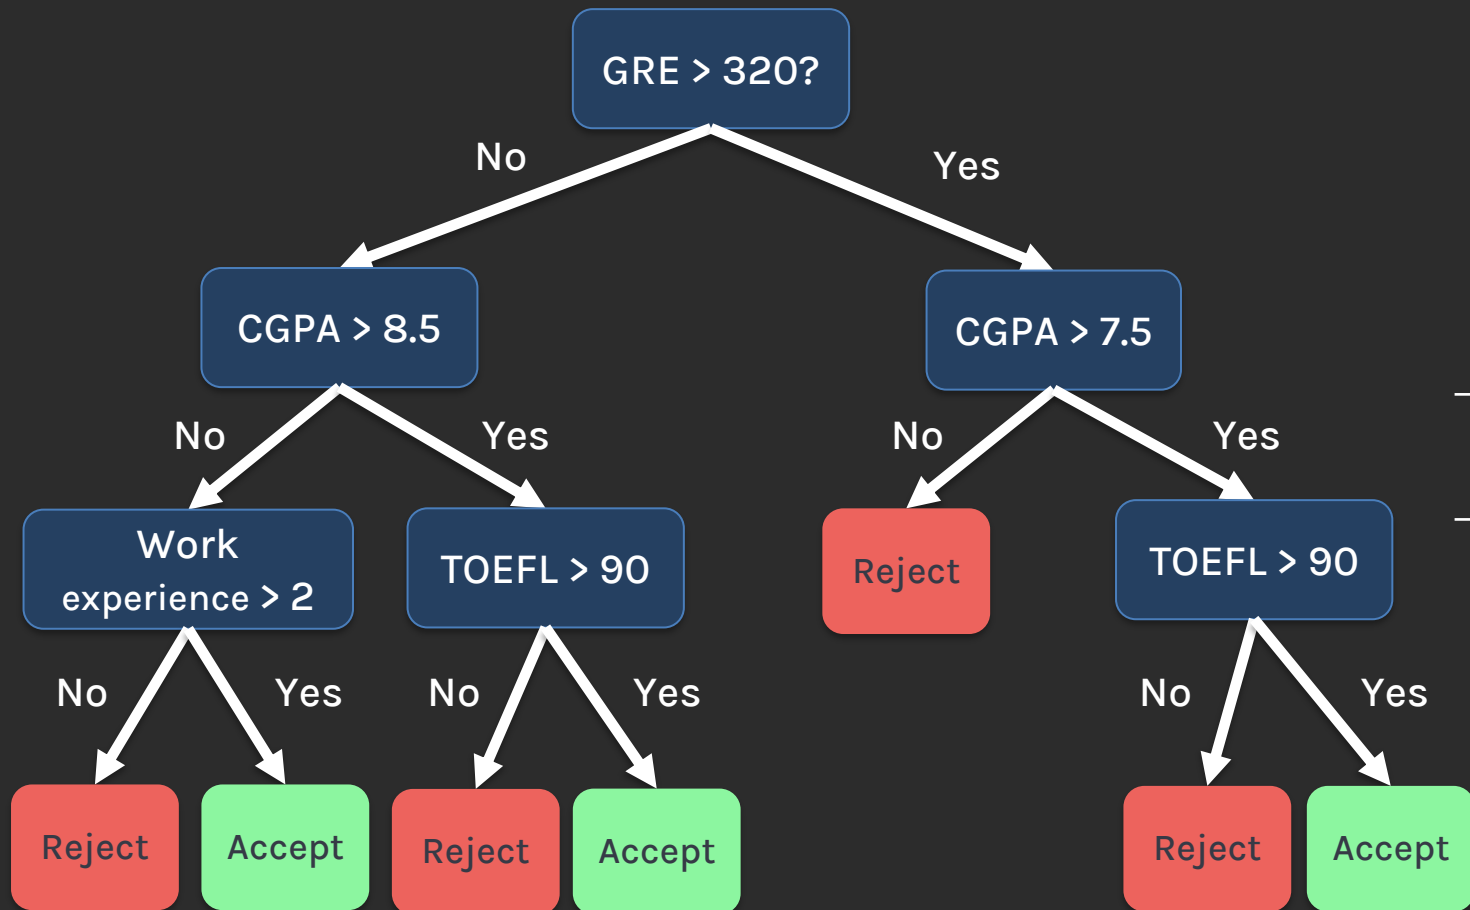 GRE > 320?
No
Yes
CGPA > 8.5
CGPA > 7.5
No
Yes
No
Yes
Work
experience > 2
TOEFL > 90
Reject
TOEFL > 90
No
Yes
No
Yes
No
Yes
Reject
Accept
Reject
Accept
Reject
Accept